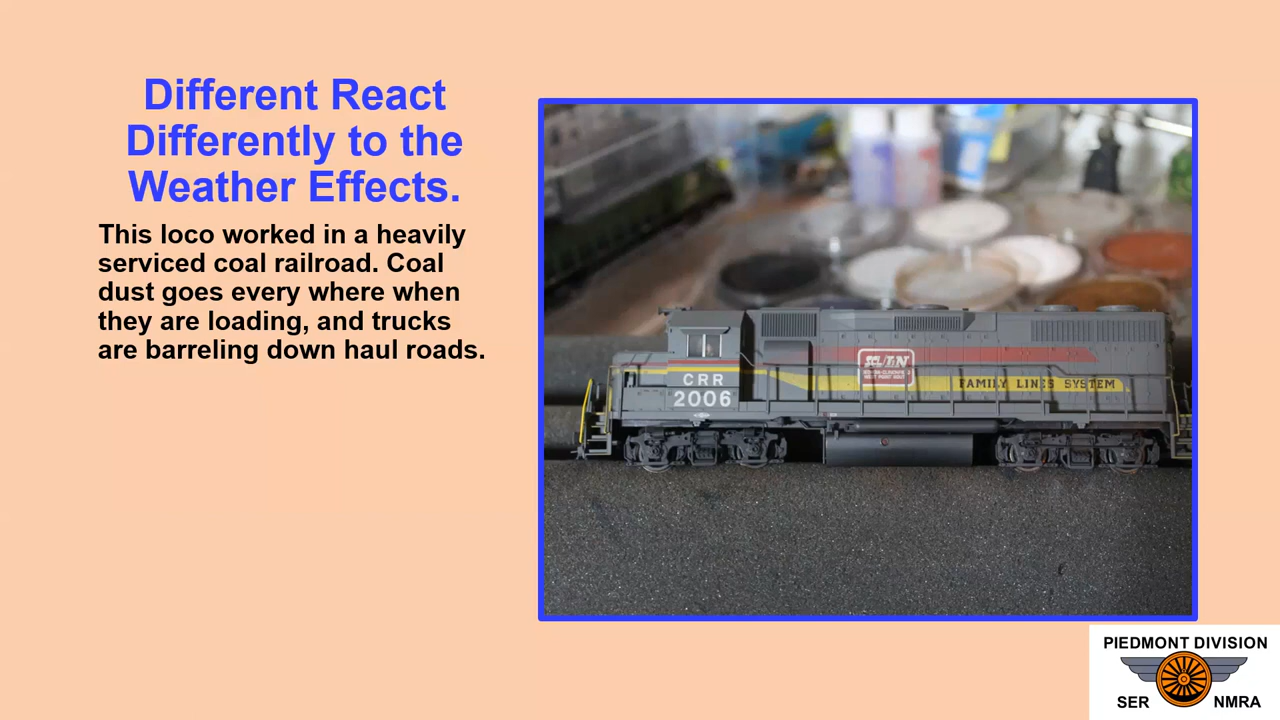 Different React
Differently to the
Weather Effects.
This loco worked in a heavily
serviced coal railroad. Coal
dust goes every where when
they are loading, and trucks
are barreling down haul roads.
SCL/L&N
CRR
2006
FAMILY LINES SYSTEM
PIEDMONT DIVISION
SER NMRA